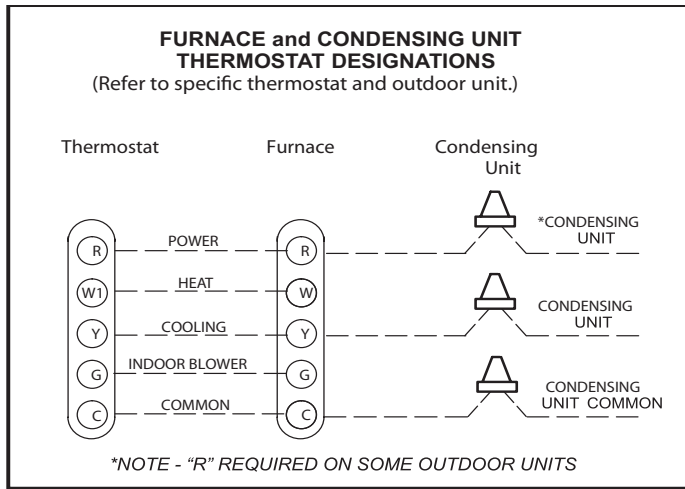 FURNACE and CONDENSING UNIT
THERMOSTAT DESIGNATIONS
(Refer to specific thermostat and outdoor unit.)
Thermostat Furnace Condensing
Unit
R POWER R *CONDENSING
UNIT
W1 HEAT W
Y COOLING Y CONDENSING
UNIT
G INDOOR BLOWER G
C COMMON C CONDENSING
UNIT COMMON
*NOTE - “R” REQUIRED ON SOME OUTDOOR UNITS